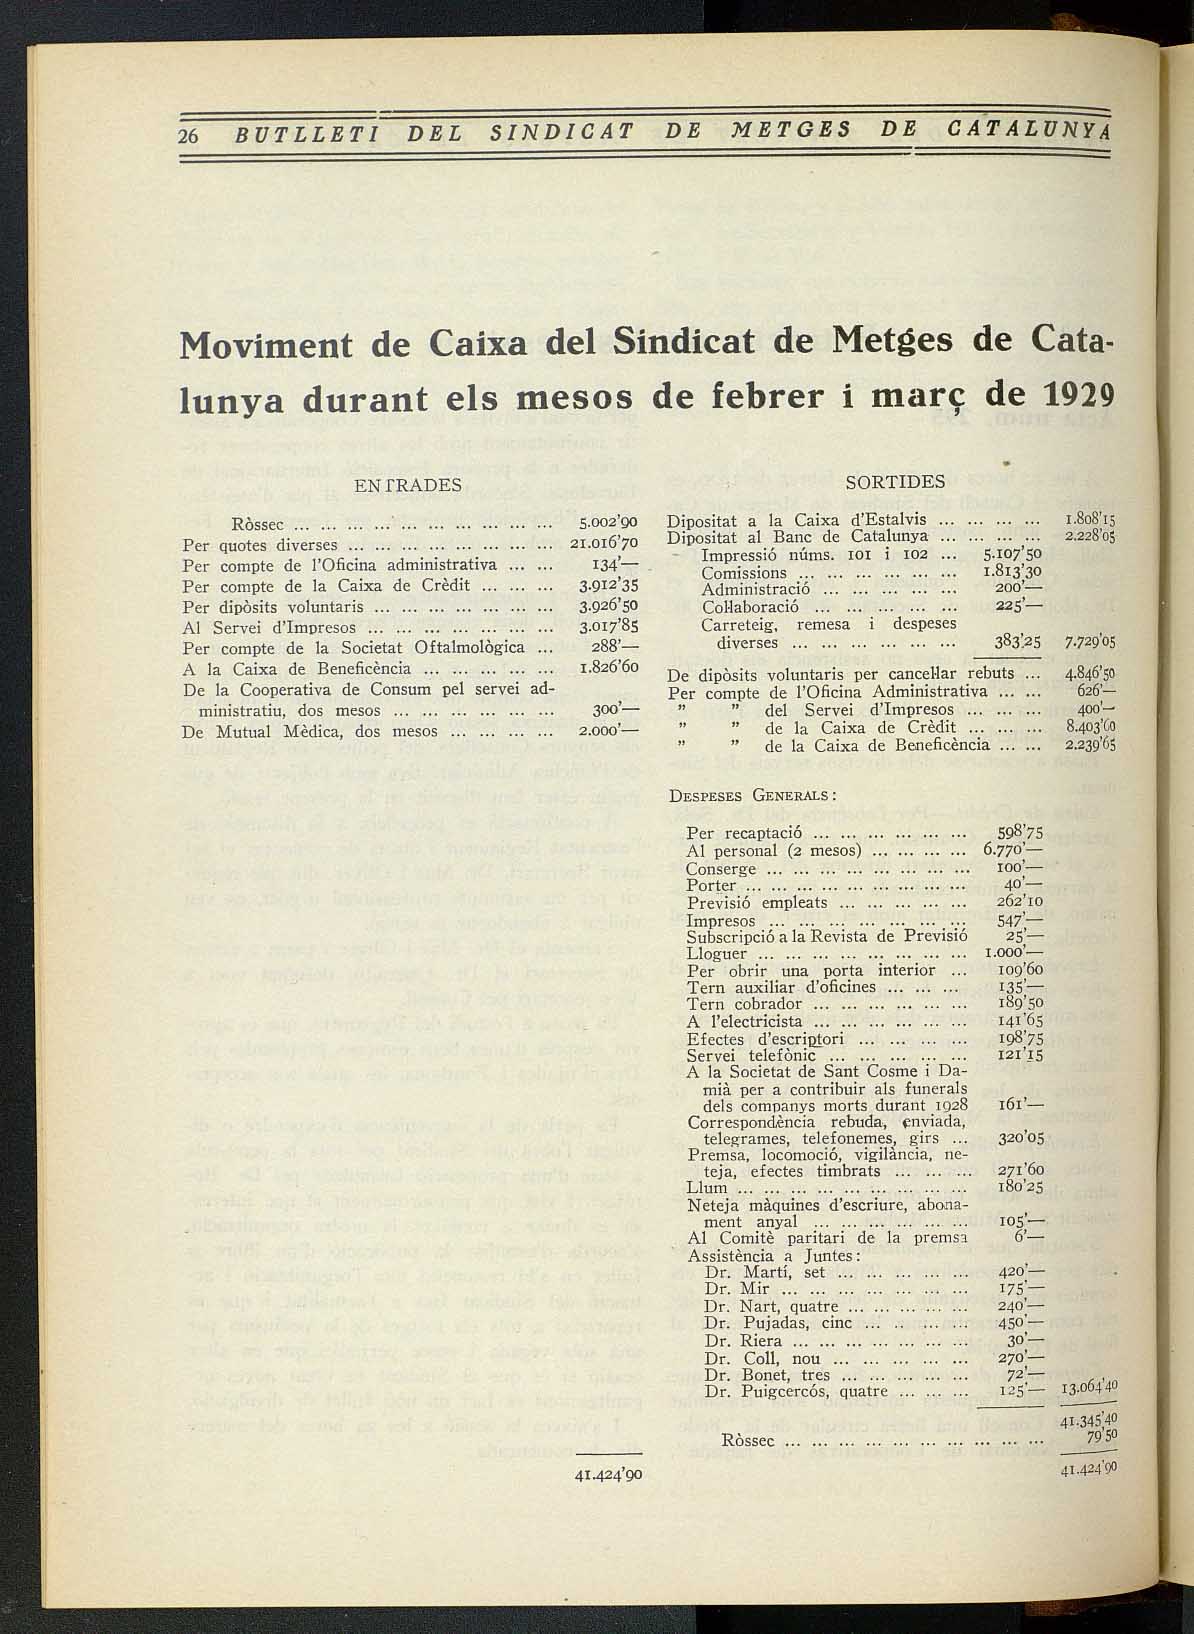 26 BUTLLETI DEL SINDICAT DE METGES DE CATALUNYA
Moviment de Caixa del Sindicat de Metges de Cata-
lunya durant els mesos de febrer i març de 1929
ENTRADES
Ròssec ... ... ... ... ... ... ... ... ... ... 5.002'90
Per quotes diverses ... ... ... ... ... ... ... ... 21.016'70
Per compte de l'Oficina administrativa ... ... 134'—
Per compte de la Caixa de Crèdit ... ... ... 3.912'35
Per dipòsits voluntaris ... ... ... ... ... ... ... 3.926'50
Al Servei d'Impresos ... ... ... ... ... ... ... 3.017'85
Per compte de la Societat Oftalmològica ... 288'—
A la Caixa de Beneficència ... ... ... ... ... 1.826'60
De la Cooperativa de Consum pel servei ad-
ministratiu, dos mesos ... ... ... ... ... ... 300'—
De Mutual Mèdica, dos mesos ... ... ... ... 2.000'—
41.424'90
SORTIDES
Dipositat a la Caixa d'Estalvis ... ... ... ... 1.808'15
Dipositat al Banc de Catalunya ... ... ... ... 2.228'05
Impressió núms. 101 i 102 ... 5.107'50
Comissions ... ... ... ... ... ... 1.813'30
Administració ... ... ... ... ... 200'—
Col·laboració ... ... ... ... ... 225'—
Carreteig, remesa i despeses
diverses ... ... ... ... ... ... 383'25 7.729'05
De dipòsits voluntaris per cancel·lar rebuts ... 4.846'50
Per compte de l'Oficina Administrativa ... ... 626'—
" " del Servei d'Impresos ... ... ... 400'—
" " de la Caixa de Crèdit ... ... ... 8.403'60
" " de la Caixa de Beneficència ... ... 2.239'65
DESPESES GENERALS:
Per recaptació ... ... ... ... ... ... 598'75
Al personal (2 mesos) ... ... ... ... 6.770'—
Conserge ... ... ... ... ... ... ... ... 100'—
Porter ... ... ... ... ... ... ... ... ... 40'—
Previsió empleats ... ... ... ... ... 262'10
Impresos ... ... ... ... ... ... ... 547'—
Subscripció a la Revista de Previsió 25'—
Lloguer ... ... ... ... ... ... ... ... 1.000'—
Per obrir una porta interior ... 109'60
Tern auxiliar d'oficines ... ... ... 135'—
Tern cobrador ... ... ... ... ... ... 189'50
A l'electricista ... ... ... ... ... ... 141'65
Efectes d'escriptori ... ... ... ... 198'75
Servei telefònic ... ... ... ... ... 121'15
A la Societat de Sant Cosme i Da-
mià per a contribuir als funerals
dels companys morts durant 1928 161'—
Correspondència rebuda, enviada,
telegrames, telefonemes, girs ... 320'05
Premsa, locomoció, vigilància, ne-
teja, efectes timbrats ... ... ... 271'60
Llum ... ... ... ... ... ... ... ... ... 180'25
Neteja màquines d'escriure, abona-
ment anyal ... ... ... ... ... ... 105'—
Al Comitè paritari de la premsa 6'—
Assistència a Juntes:
Dr. Martí, set ... ... ... ... ... 420'—
Dr. Mir ... ... ... ... ... ... ... 175'—
Dr. Nart, quatre ... ... ... ... ... 240'—
Dr. Pujadas, cinc ... ... ... ... 450'—
Dr. Riera ... ... ... ... ... ... ... 30'—
Dr. Coll, nou ... ... ... ... ... 270'—
Dr. Bonet, tres ... ... ... ... ... 72'—
Dr. Puigcercós, quatre ... ... ... 125'— 13.064'40
41.345'40
Ròssec ... ... ... ... ... ... ... ... ... ... 79'50
41.424'90